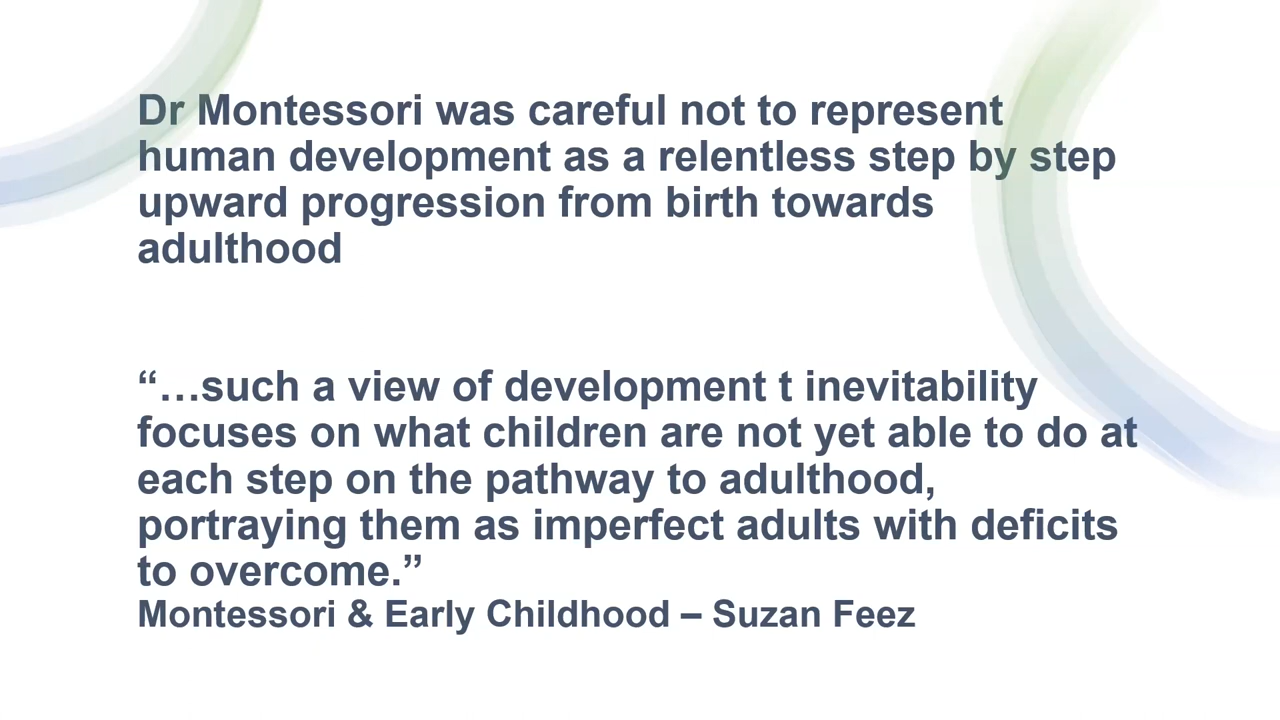 Dr Montessori was careful not to represent
human development as a relentless step by step
upward progression from birth towards
adulthood
“…such a view of development t inevitability
focuses on what children are not yet able to do at
each step on the pathway to adulthood,
portraying them as imperfect adults with deficits
to overcome.”
Montessori & Early Childhood – Suzan Feez